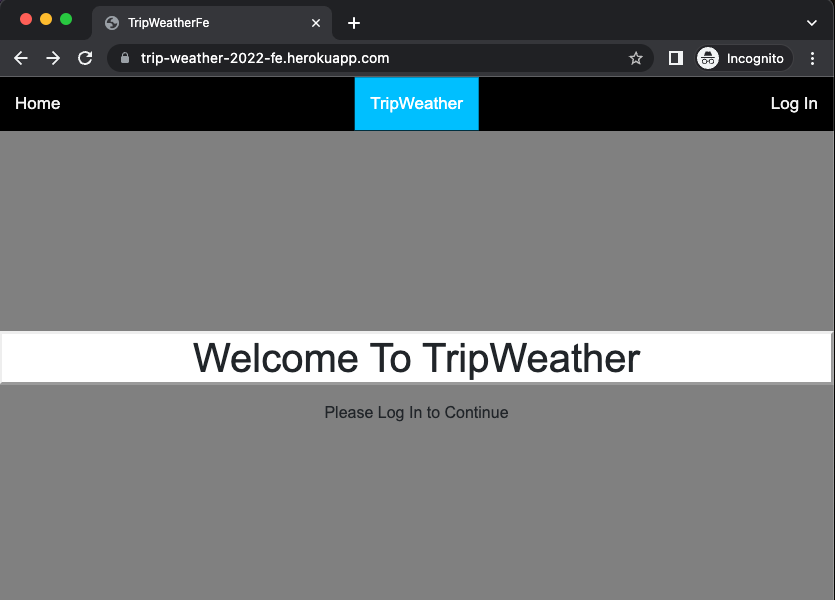 TripWeatherFe
trip-weather-2022-fe.herokuapp.com
Incognito
Home
TripWeather
Log In
Welcome To TripWeather
Please Log In to Continue